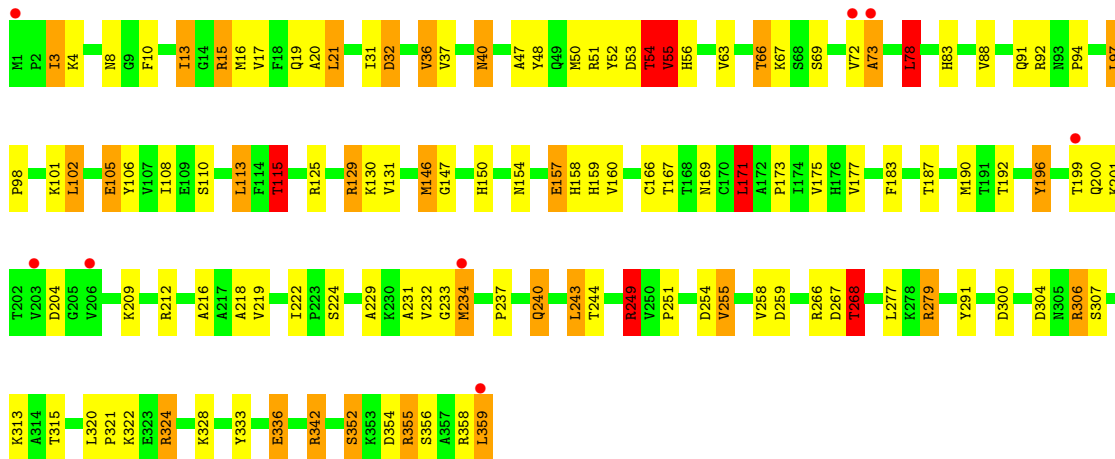 M1 P2 I3 K4 N8 G9 F10 I13 G14 R15 M16 V17 F18 Q19 A20 L21 I31 D32 V36 V37 N40 A47 Y48 Q49 M50 R51 Y52 D53 T54 V55 H56 V63 T66 K67 S68 S69 V72 A73 L78 H83 V88 Q91 R92 N93 P94 L97
P98 K101 L102 E105 Y106 V107 I108 E109 S110 L113 F114 T115 R125 R129 K130 V131 M146 G147 H150 N154 E157 H158 H159 V160 C166 T167 T168 N169 C170 L171 A172 P173 I174 V175 H176 V177 F183 T187 M190 T191 T192 Y196 T199 Q200 K201
T202 V203 D204 G205 V206 K209 R212 A216 A217 A218 V219 I222 P223 S224 A229 K230 A231 V232 G233 M234 P237 Q240 L243 T244 R249 V250 P251 D254 V255 V258 D259 R266 D267 T268 L277 K278 R279 Y291 D300 D304 N305 R306 S307
K313 A314 T315 L320 P321 K322 E323 R324 K328 Y333 E336 R342 S352 K353 D354 R355 S356 A357 R358 L359